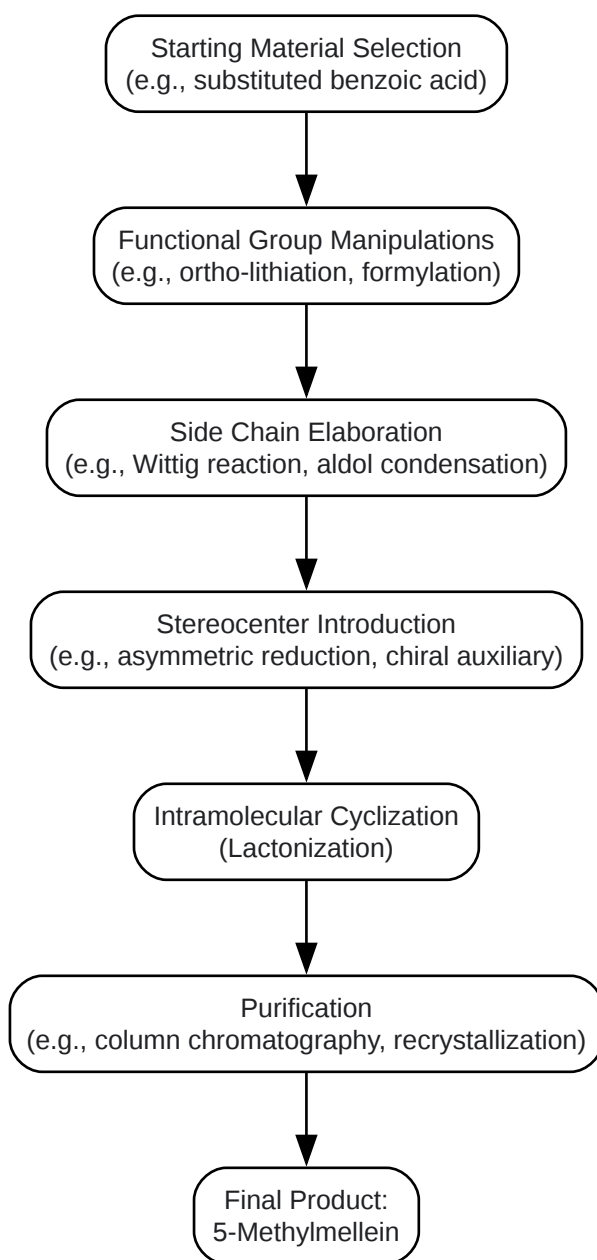 Starting Material Selection
(e.g., substituted benzoic acid)
Functional Group Manipulations
(e.g., ortho-lithiation, formylation)
Side Chain Elaboration
(e.g., Wittig reaction, aldol condensation)
Stereocenter Introduction
(e.g., asymmetric reduction, chiral auxiliary)
Intramolecular Cyclization
(Lactonization)
Purification
(e.g., column chromatography, recrystallization)
Final Product:
5-Methylmellein